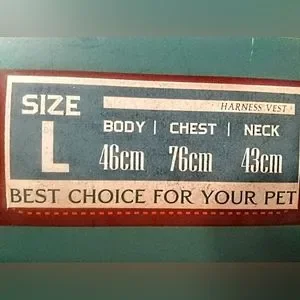 SIZE
L
HARNESS VEST
BODY | CHEST | NECK
46cm 76cm 43cm
BEST CHOICE FOR YOUR PET